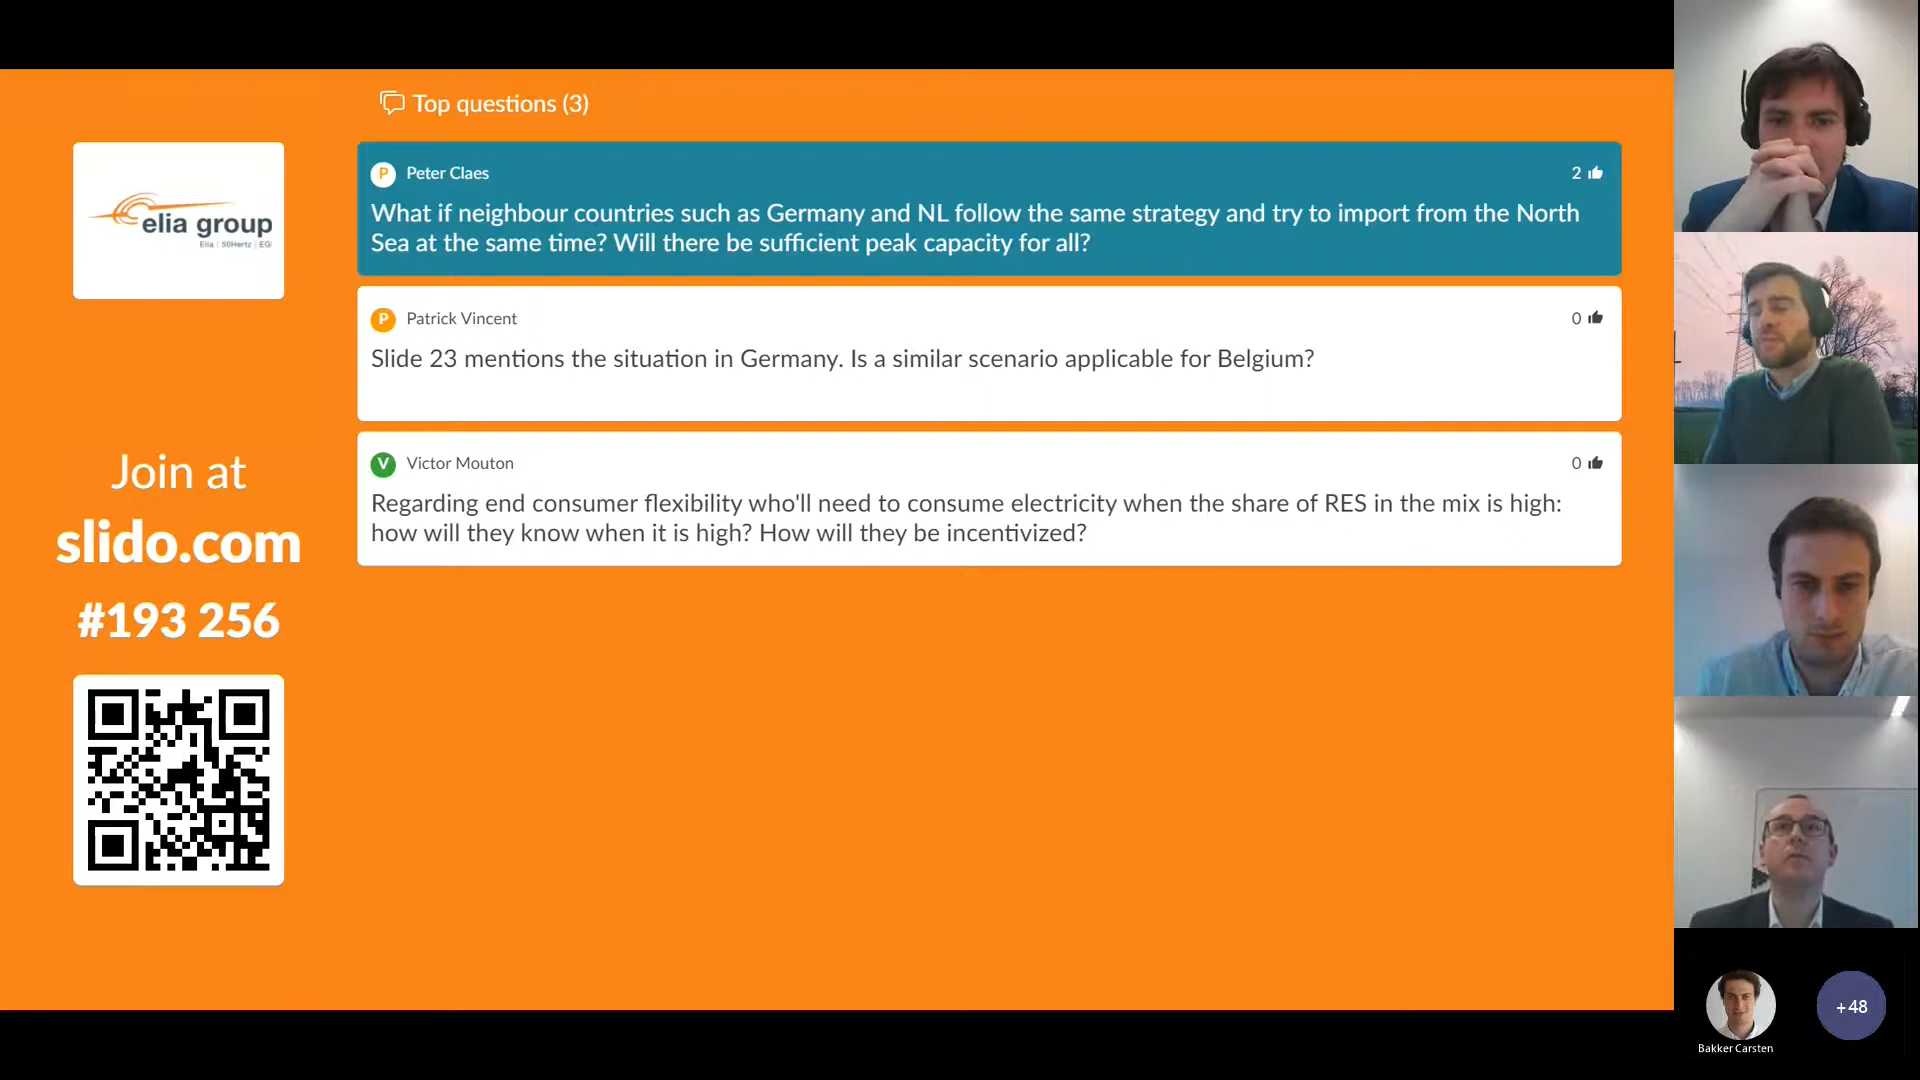 Top questions (3)
elia group
Elia | 50Hertz | EGI
Join at
slido.com
#193 256
P Peter Claes 2
What if neighbour countries such as Germany and NL follow the same strategy and try to import from the North
Sea at the same time? Will there be sufficient peak capacity for all?
P Patrick Vincent 0
Slide 23 mentions the situation in Germany. Is a similar scenario applicable for Belgium?
V Victor Mouton 0
Regarding end consumer flexibility who'll need to consume electricity when the share of RES in the mix is high:
how will they know when it is high? How will they be incentivized?
+48
Bakker Carsten